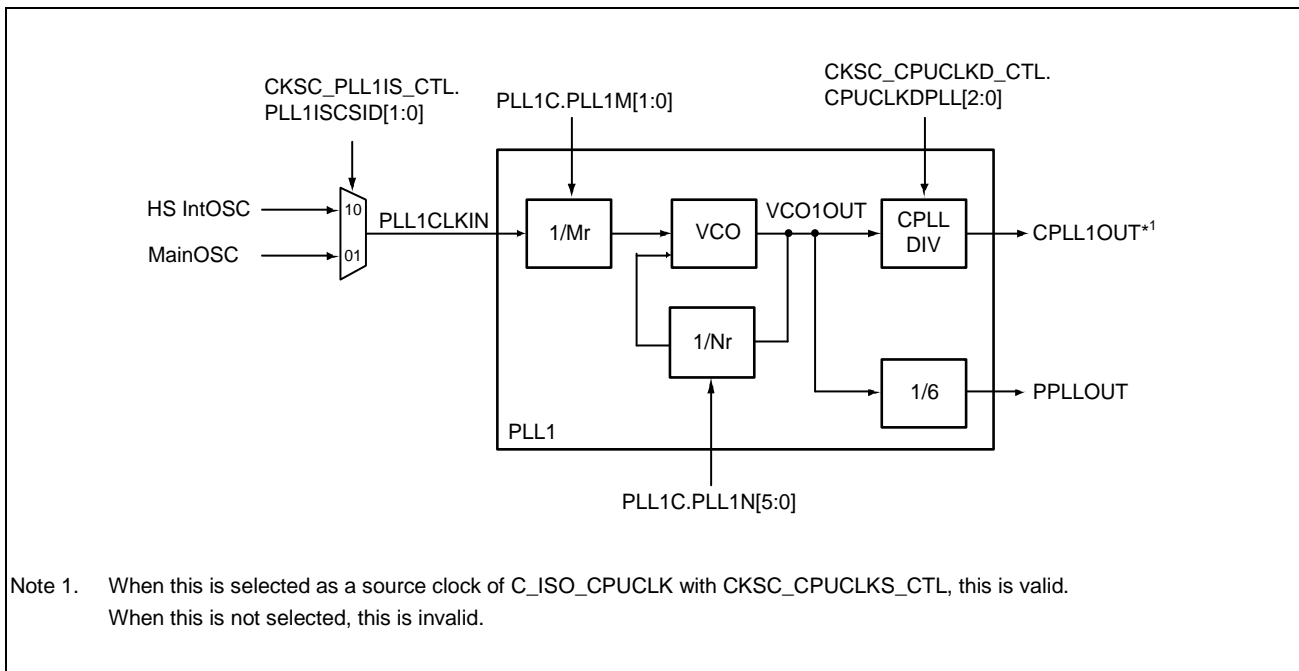 CKSC_PLL1IS_CTL.
PLL1ISCSID[1:0]
PLL1C.PLL1M[1:0]
CKSC_CPUCLKD_CTL.
CPUCLKDPLL[2:0]
HS IntOSC
10
MainOSC
01
PLL1CLKIN
1/Mr
VCO
VCO1OUT
CPLL
DIV
CPLL1OUT*1
1/Nr
1/6
PPLLOUT
PLL1
PLL1C.PLL1N[5:0]
Note 1. When this is selected as a source clock of C_ISO_CPUCLK with CKSC_CPUCLKS_CTL, this is valid.
When this is not selected, this is invalid.